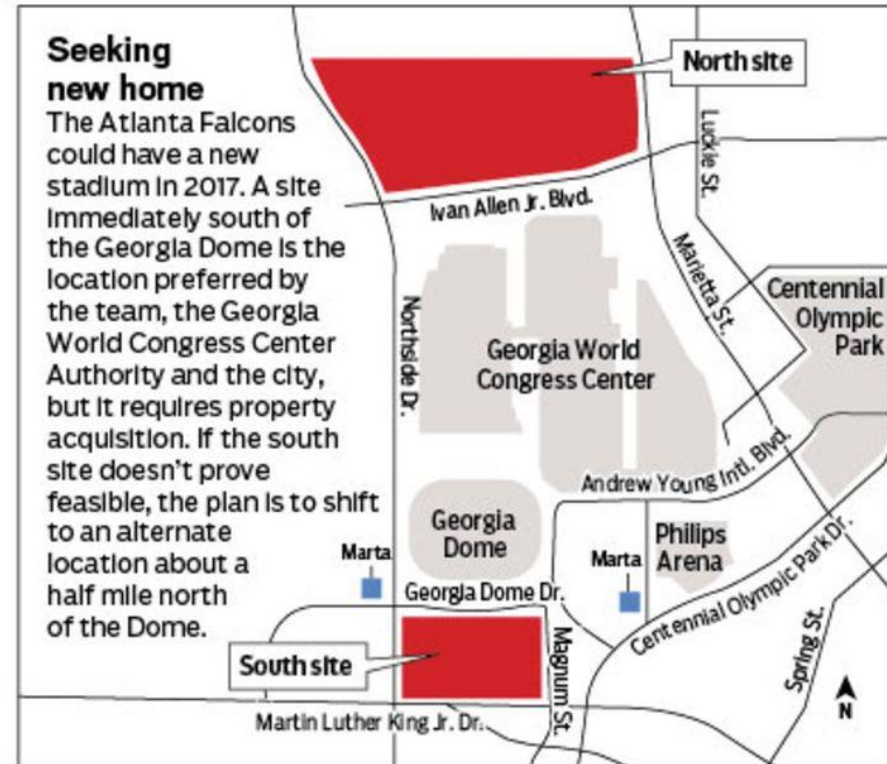 Seeking
new home
The Atlanta Falcons
could have a new
stadium in 2017. A site
immediately south of
the Georgia Dome is the
location preferred by
the team, the Georgia
World Congress Center
Authority and the city,
but it requires property
acquisition. If the south
site doesn't prove
feasible, the plan is to shift
to an alternate
location about a
half mile north
of the Dome.
North site
Luckie St.
Ivan Allen Jr. Blvd.
Marietta St.
Centennial
Olympic
Park
Northside Dr.
Georgia World
Congress Center
Andrew Young Intl. Blvd.
Georgia
Dome
Philips
Arena
Marta
Marta
Georgia Dome Dr.
Centennial Olympic Park Dr.
South site
Magnum St.
Spring St.
Martin Luther King Jr. Dr.
N